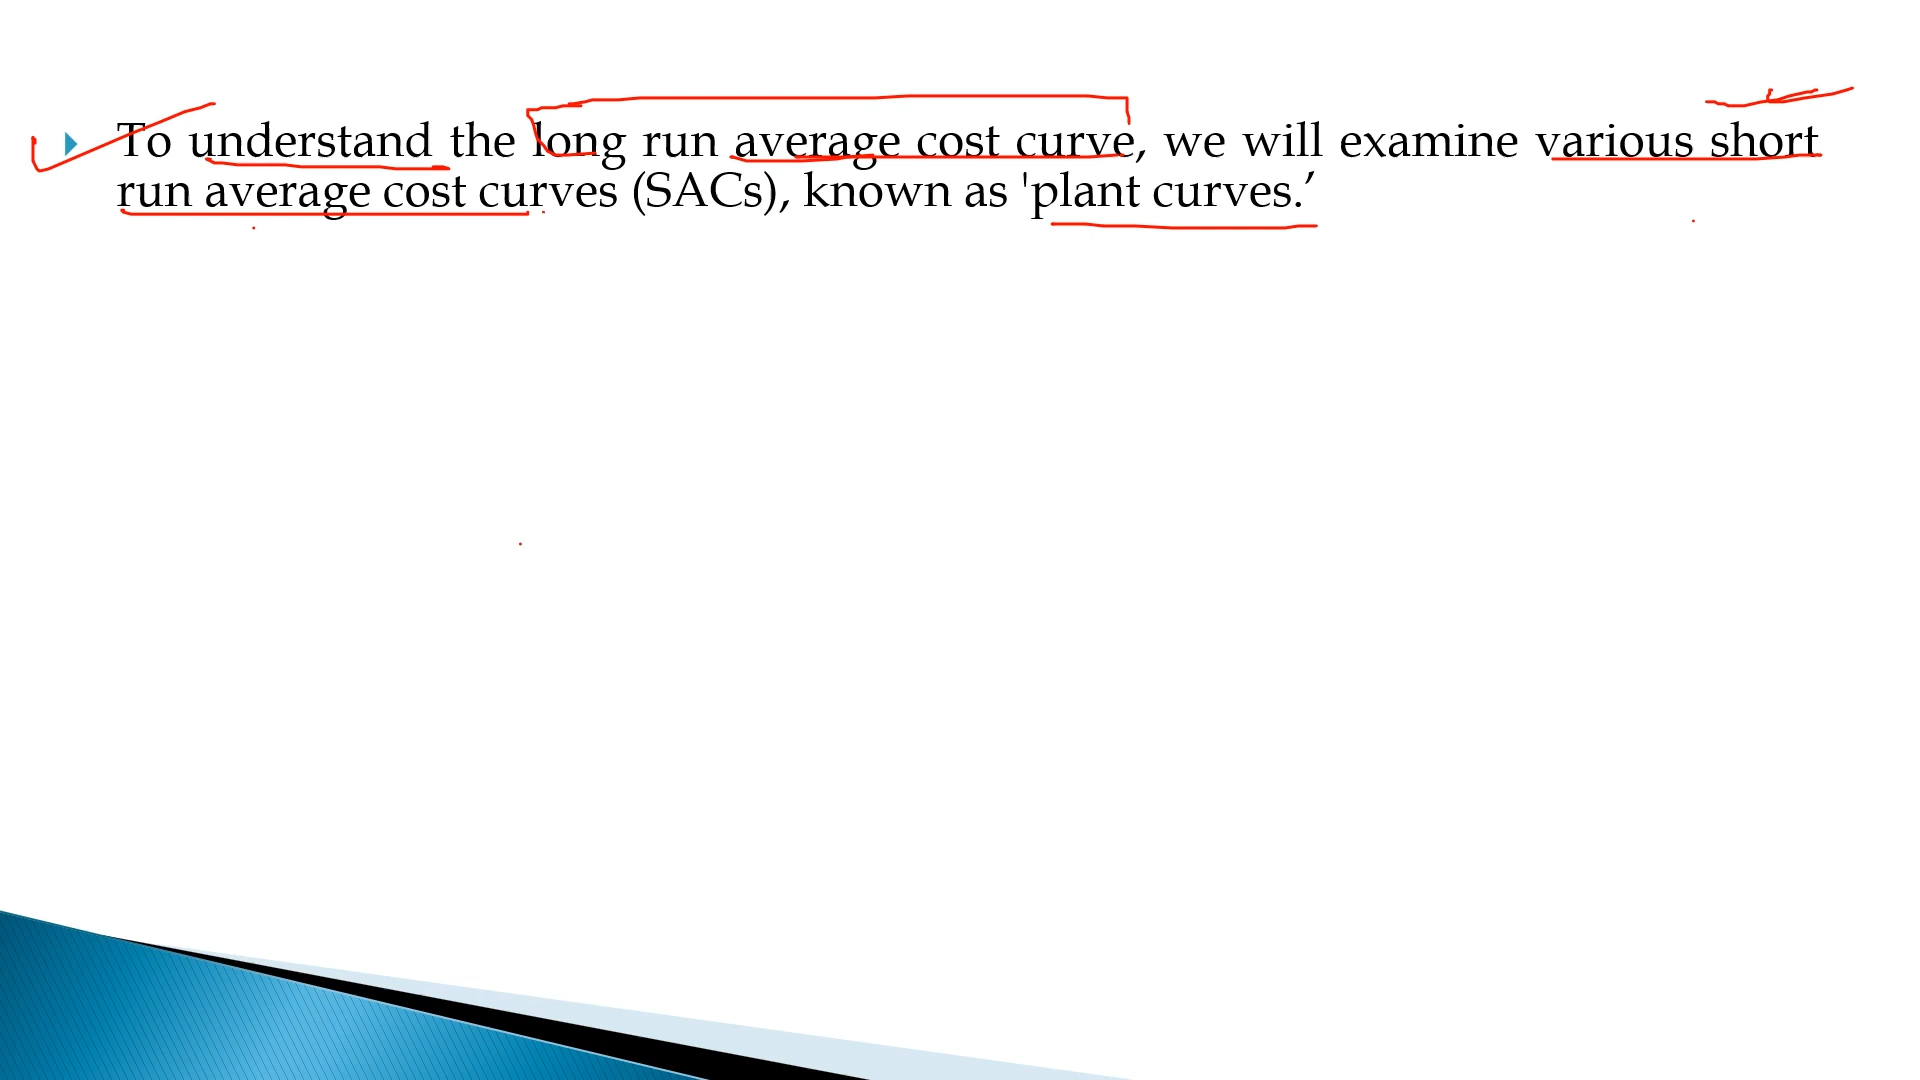 To understand the long run average cost curve, we will examine various short
run average cost curves (SACs), known as 'plant curves.’